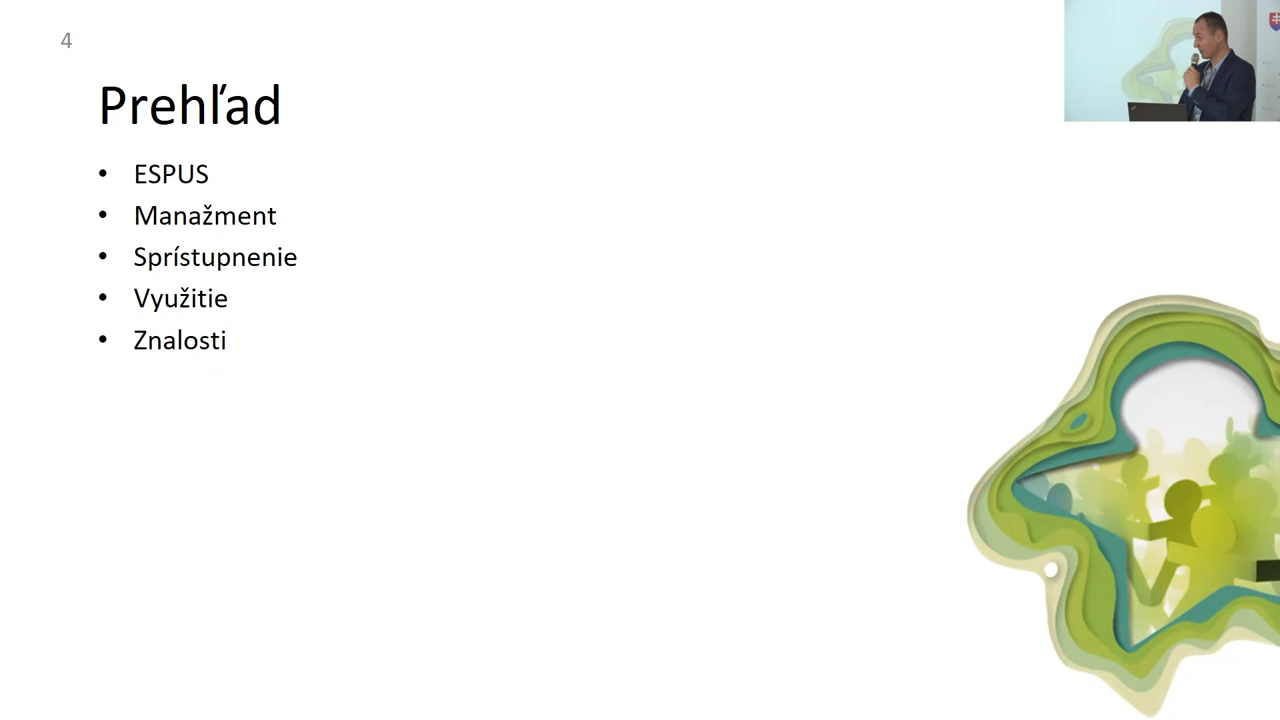 4
Prehľad
• ESPUS
• Manažment
• Sprístupnenie
• Využitie
• Znalosti